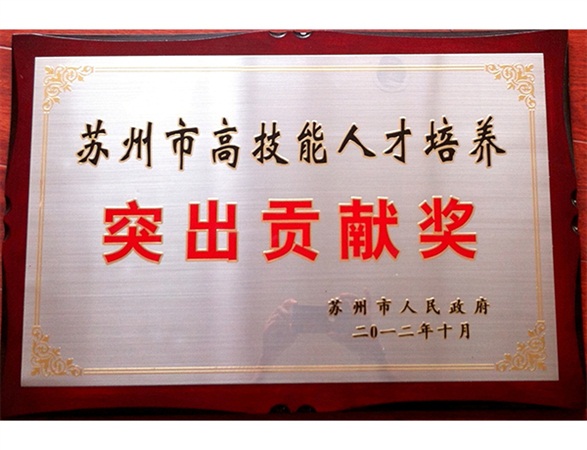 苏州市高技能人才培养
突出贡献奖
苏州市人民政府
二〇一二年十月